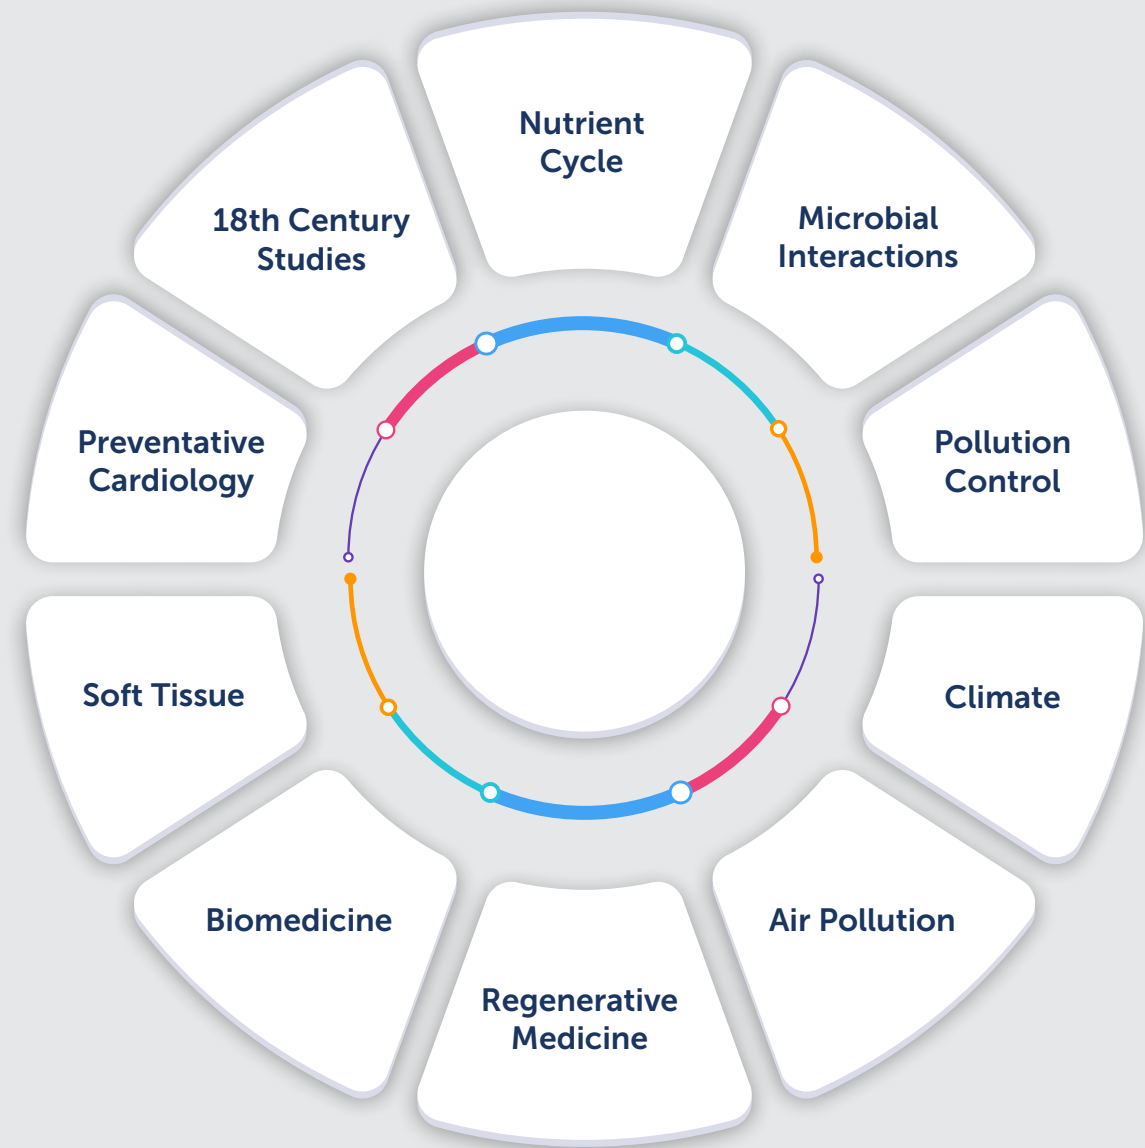 Nutrient
Cycle
Microbial
Interactions
Pollution
Control
Climate
Air Pollution
Regenerative
Medicine
Biomedicine
Soft Tissue
Preventative
Cardiology
18th Century
Studies